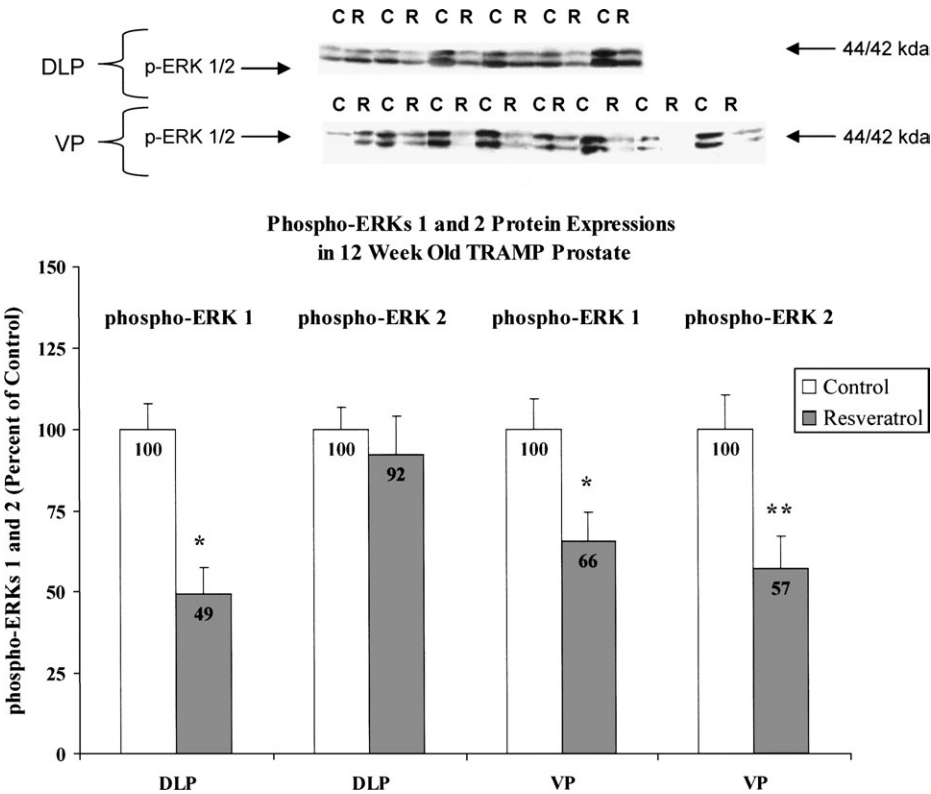 C R C R C R C R C R C R
DLP p-ERK 1/2 44/42 kda
C R C R C R C R C R C R C R C R
VP p-ERK 1/2 44/42 kda
Phospho-ERKs 1 and 2 Protein Expressions
in 12 Week Old TRAMP Prostate
phospho-ERKs 1 and 2 (Percent of Control)
150
125
100
75
50
25
0
phospho-ERK 1 phospho-ERK 2 phospho-ERK 1 phospho-ERK 2
Control
Resveratrol
100 100 100 100
* * **
49 92 66 57
DLP DLP VP VP